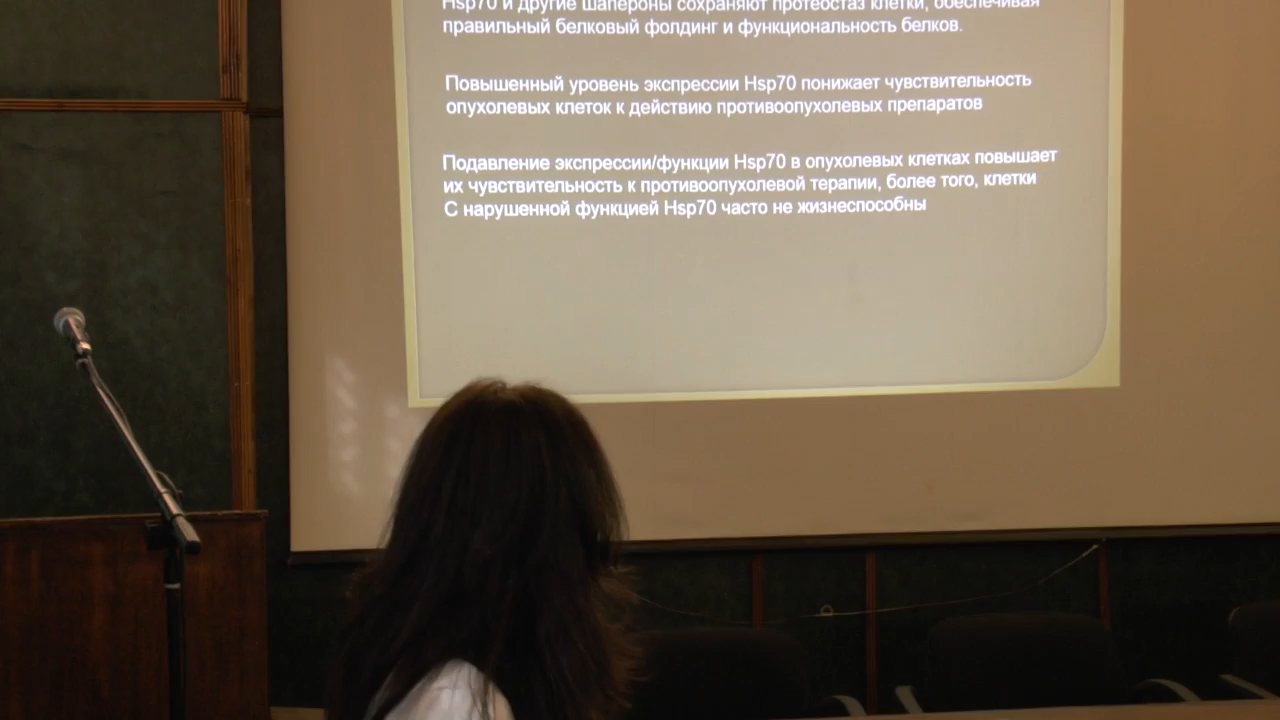 Hsp70 и другие шапероны сохраняют протеостаз клетки, обеспечивая
правильный белковый фолдинг и функциональность белков.
Повышенный уровень экспрессии Hsp70 понижает чувствительность
опухолевых клеток к действию противоопухолевых препаратов
Подавление экспрессии/функции Hsp70 в опухолевых клетках повышает
их чувствительность к противоопухолевой терапии, более того, клетки
С нарушенной функцией Hsp70 часто не жизнеспособны